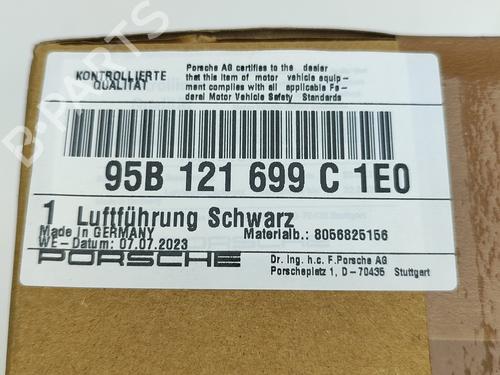 KONTROLLIERTE
QUALITÄT
Porsche AG certifies to the dealer
that this item of motor vehicle equip-
ment complies with all applicable Fe-
deral Motor Vehicle Safety Standards
95B 121 699 C 1E0
1 Luftführung Schwarz
Made in GERMANY
Materialb.: 8056825156
WE-Datum: 07.07.2023
PORSCHE
Dr. Ing. h.c. F.Porsche AG
Porscheplatz 1, D-70435 Stuttgart
B-PARTS